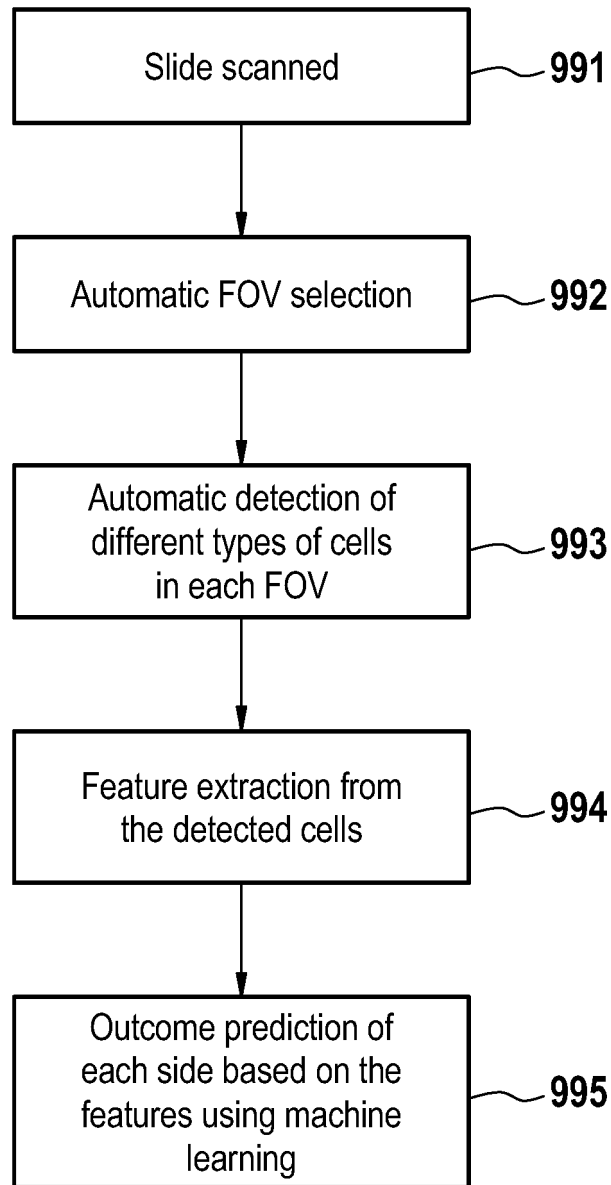 Slide scanned
991
Automatic FOV selection
992
Automatic detection of
different types of cells
in each FOV
993
Feature extraction from
the detected cells
994
Outcome prediction of
each side based on the
features using machine
learning
995